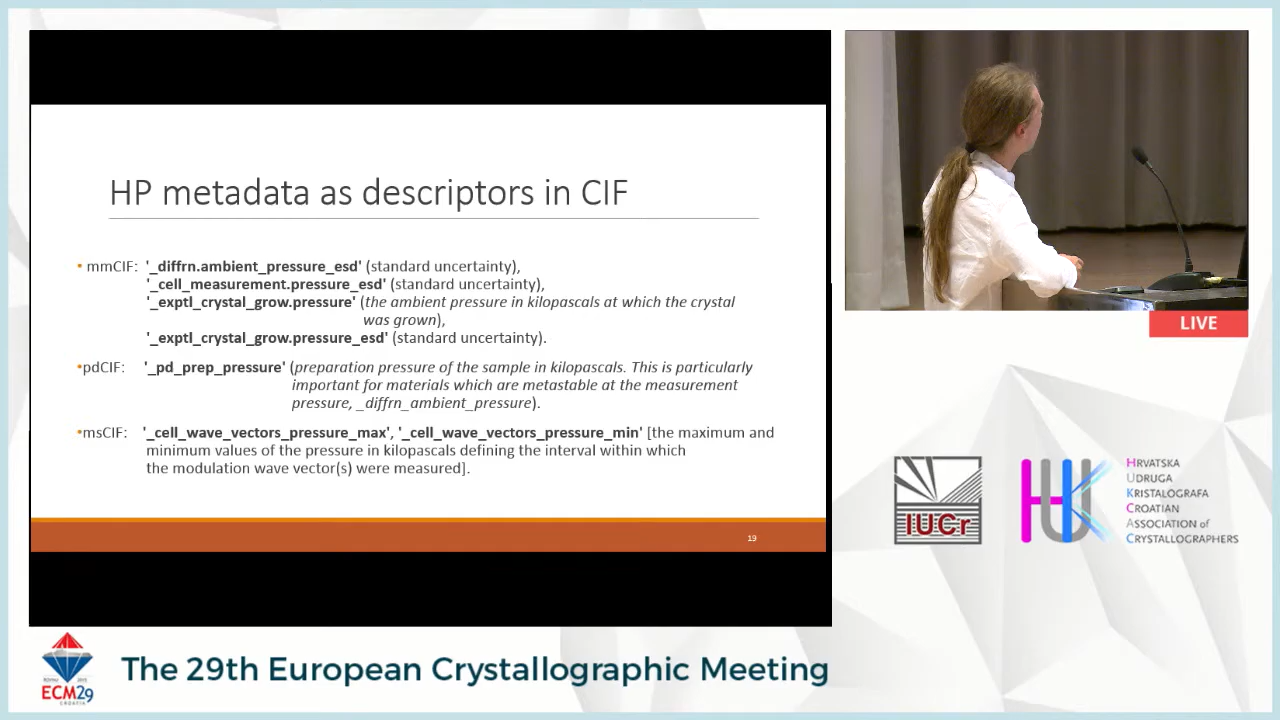 HP metadata as descriptors in CIF
• mmCIF: '_diffrn.ambient_pressure_esd' (standard uncertainty),
'_cell_measurement.pressure_esd' (standard uncertainty),
'_exptl_crystal_grow.pressure' (the ambient pressure in kilopascals at which the crystal
was grown),
'_exptl_crystal_grow.pressure_esd' (standard uncertainty).
•pdCIF: '_pd_prep_pressure' (preparation pressure of the sample in kilopascals. This is particularly
important for materials which are metastable at the measurement
pressure, _diffrn_ambient_pressure).
•msCIF: '_cell_wave_vectors_pressure_max', '_cell_wave_vectors_pressure_min' [the maximum and
minimum values of the pressure in kilopascals defining the interval within which
the modulation wave vector(s) were measured].
19
LIVE
IUCr
HRVATSKA
UDRUGA
KRISTALOGRAFA
CROATIAN
ASSOCIATION of
CRYSTALLOGRAPHERS
ECM29
CROATIA
The 29th European Crystallographic Meeting